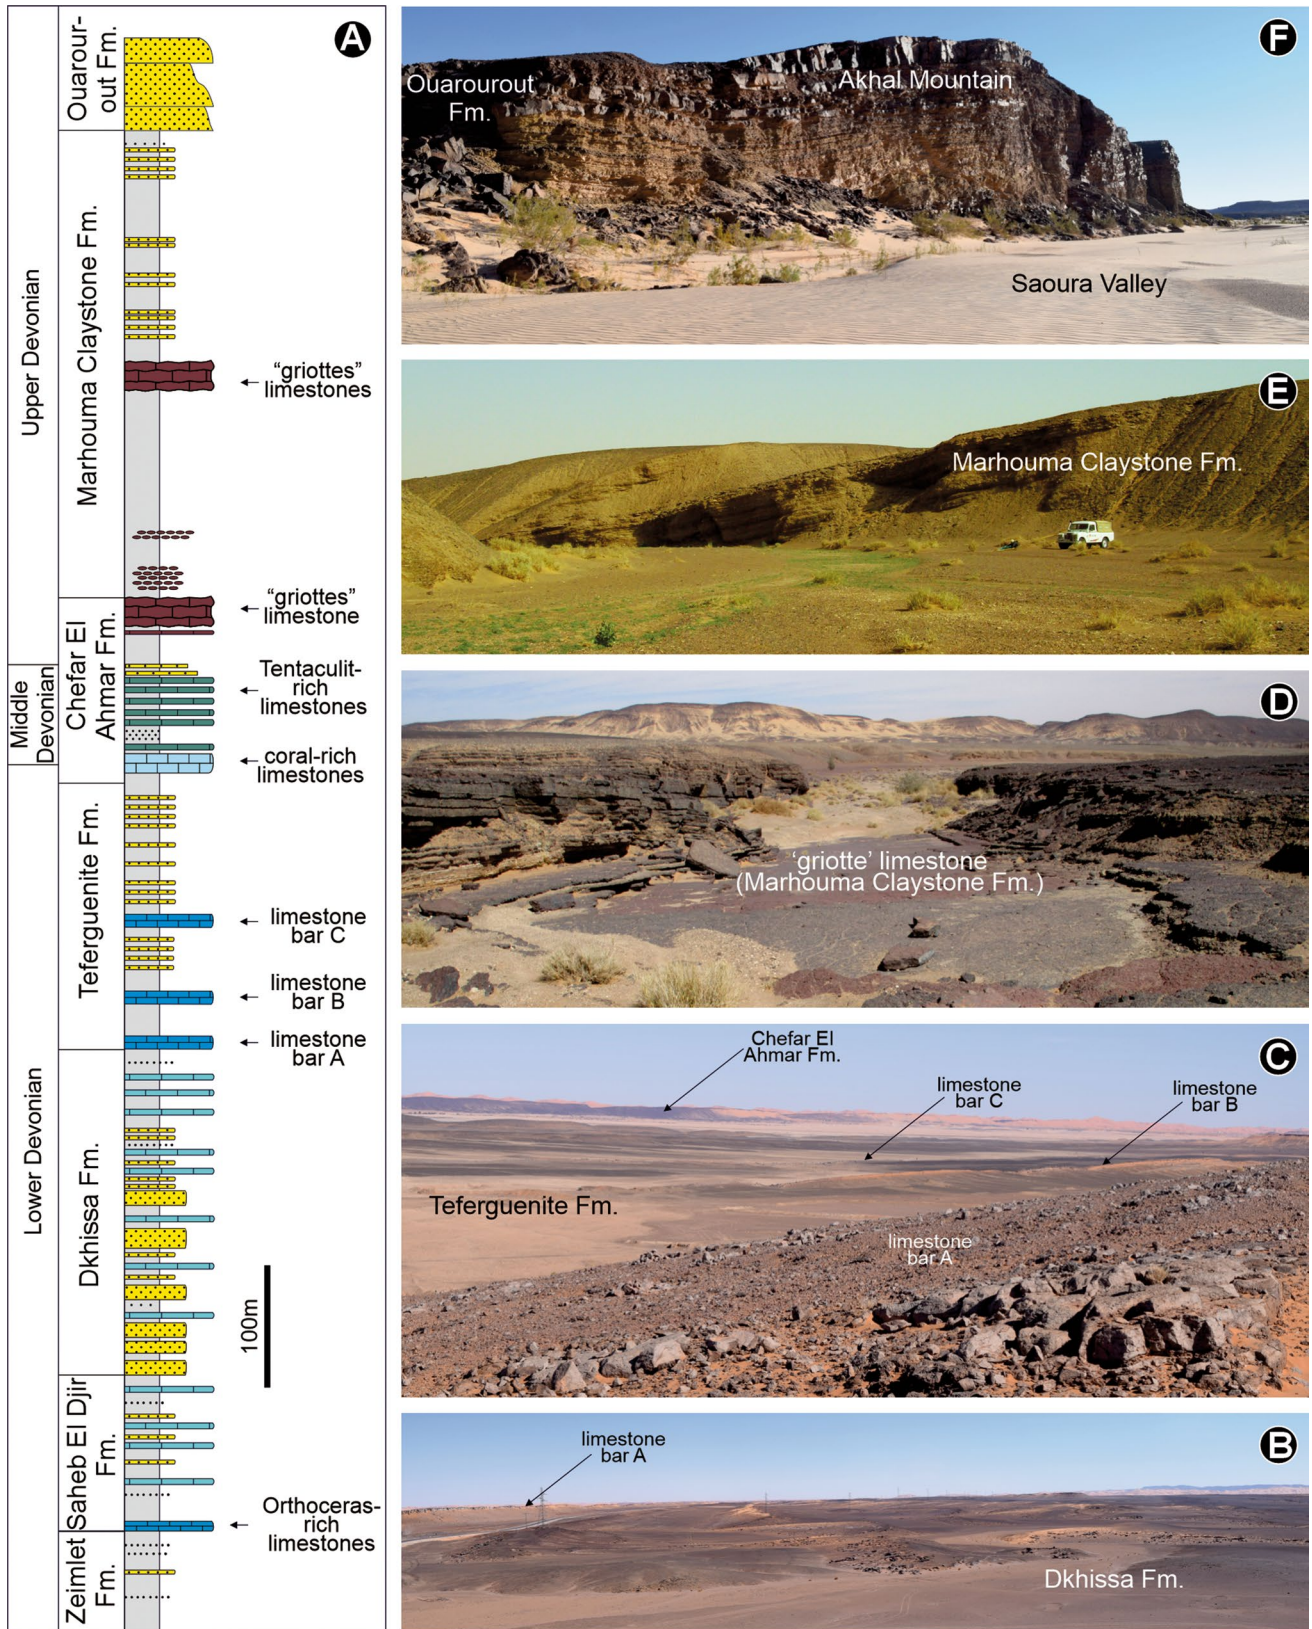 A
Ouarour-
out Fm.
Upper Devonian
Marhouma Claystone Fm.
“griottes”
limestones
“griottes”
limestone
Chefar El
Ahmar Fm.
Middle
Devonian
Tentaculit-
rich
limestones
coral-rich
limestones
Teferguenite Fm.
limestone
bar C
limestone
bar B
limestone
bar A
Lower Devonian
Dkhissa Fm.
100m
Saheb El Djir
Fm.
Orthoceras-
rich
limestones
Zeimlet
Fm.
F
Ouarourout
Fm.
Akhal Mountain
Saoura Valley
E
Marhouma Claystone Fm.
D
‘griotte’ limestone
(Marhouma Claystone Fm.)
C
Chefar El
Ahmar Fm.
limestone
bar C
limestone
bar B
Teferguenite Fm.
limestone
bar A
B
limestone
bar A
Dkhissa Fm.